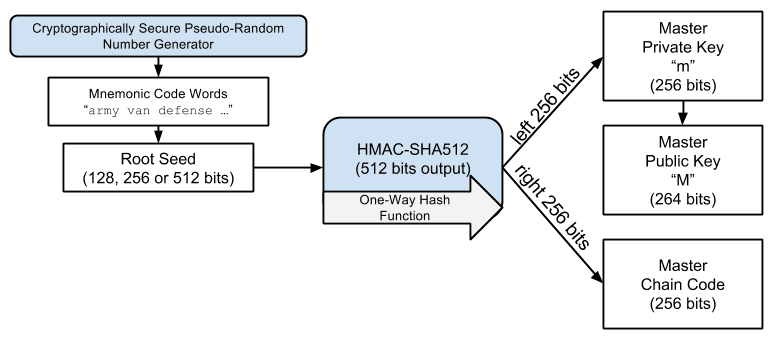 Cryptographically Secure Pseudo-Random
Number Generator
Mnemonic Code Words
“army van defense …”
Root Seed
(128, 256 or 512 bits)
HMAC-SHA512
(512 bits output)
One-Way Hash
Function
left 256 bits
right 256 bits
Master
Private Key
“m”
(256 bits)
Master
Public Key
“M”
(264 bits)
Master
Chain Code
(256 bits)